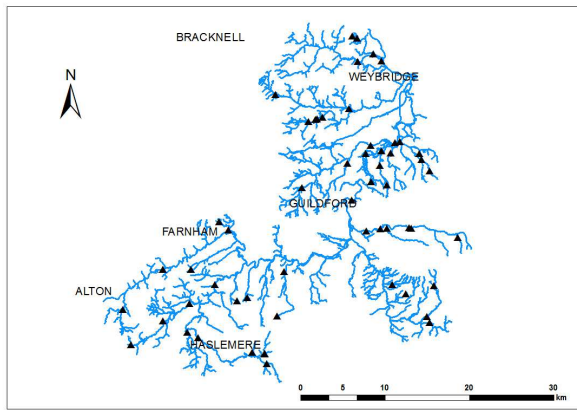 BRACKNELL
N
WEYBRIDGE
GUILDFORD
FARNHAM
ALTON
HASLEMERE
0 5 10 20 30
km